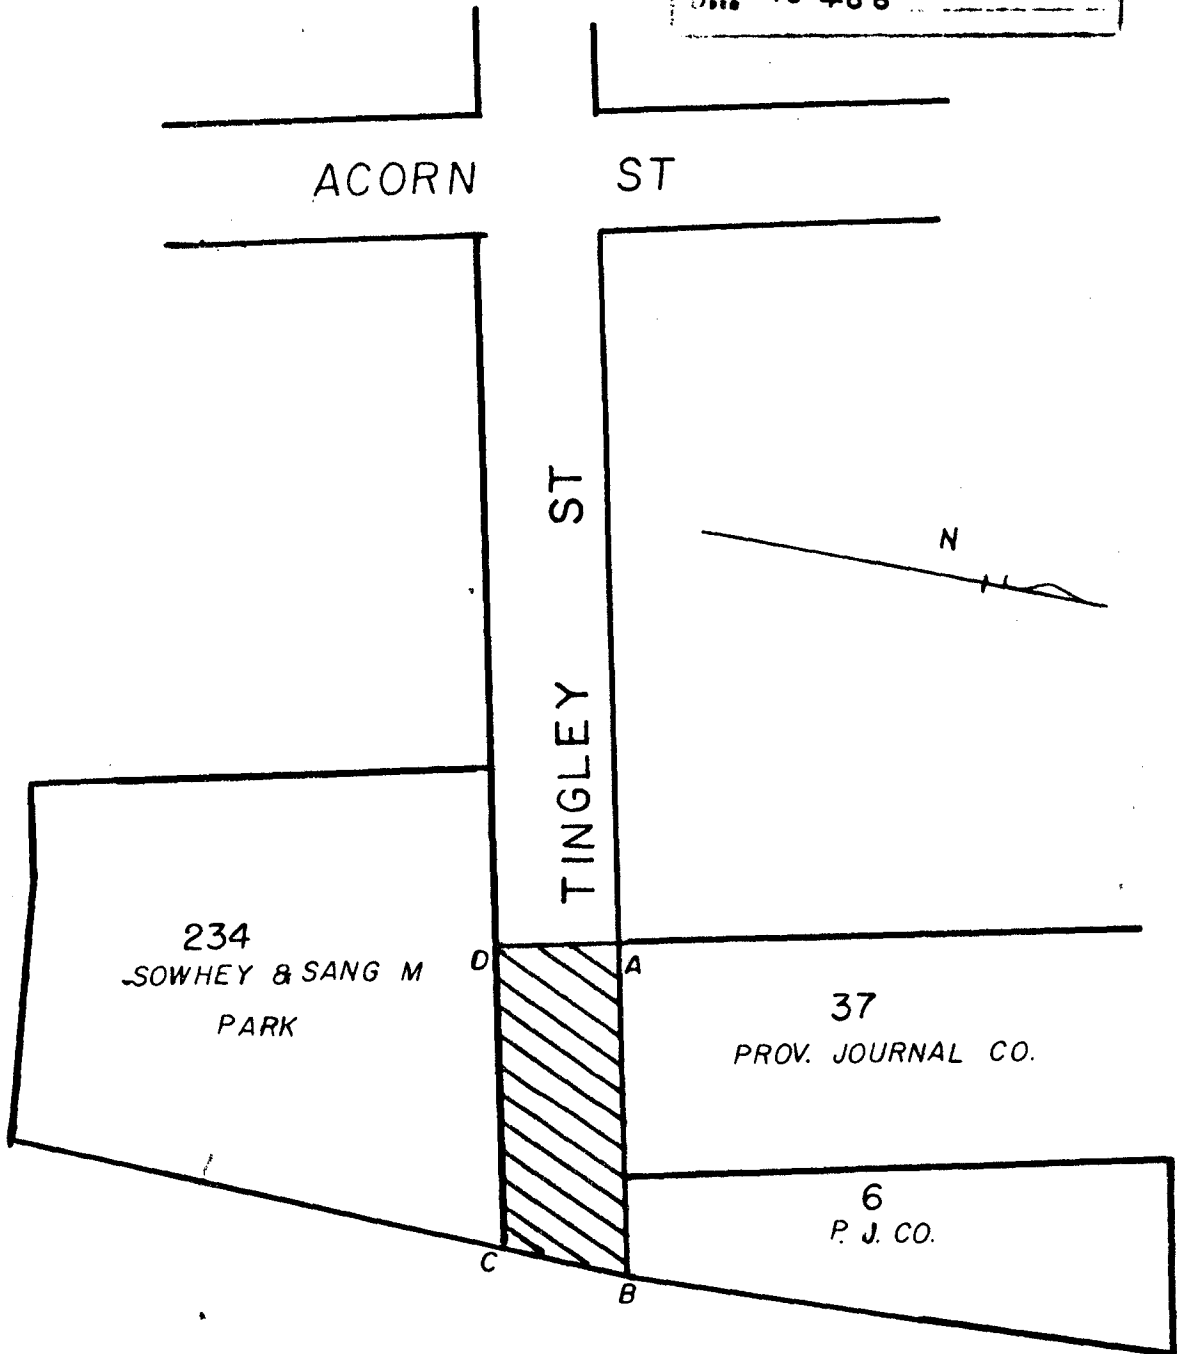 ACORN ST
TINGLEY ST
N
234
SOWHEY & SANG M
PARK
D
A
37
PROV. JOURNAL CO.
6
P. J. CO.
C
B